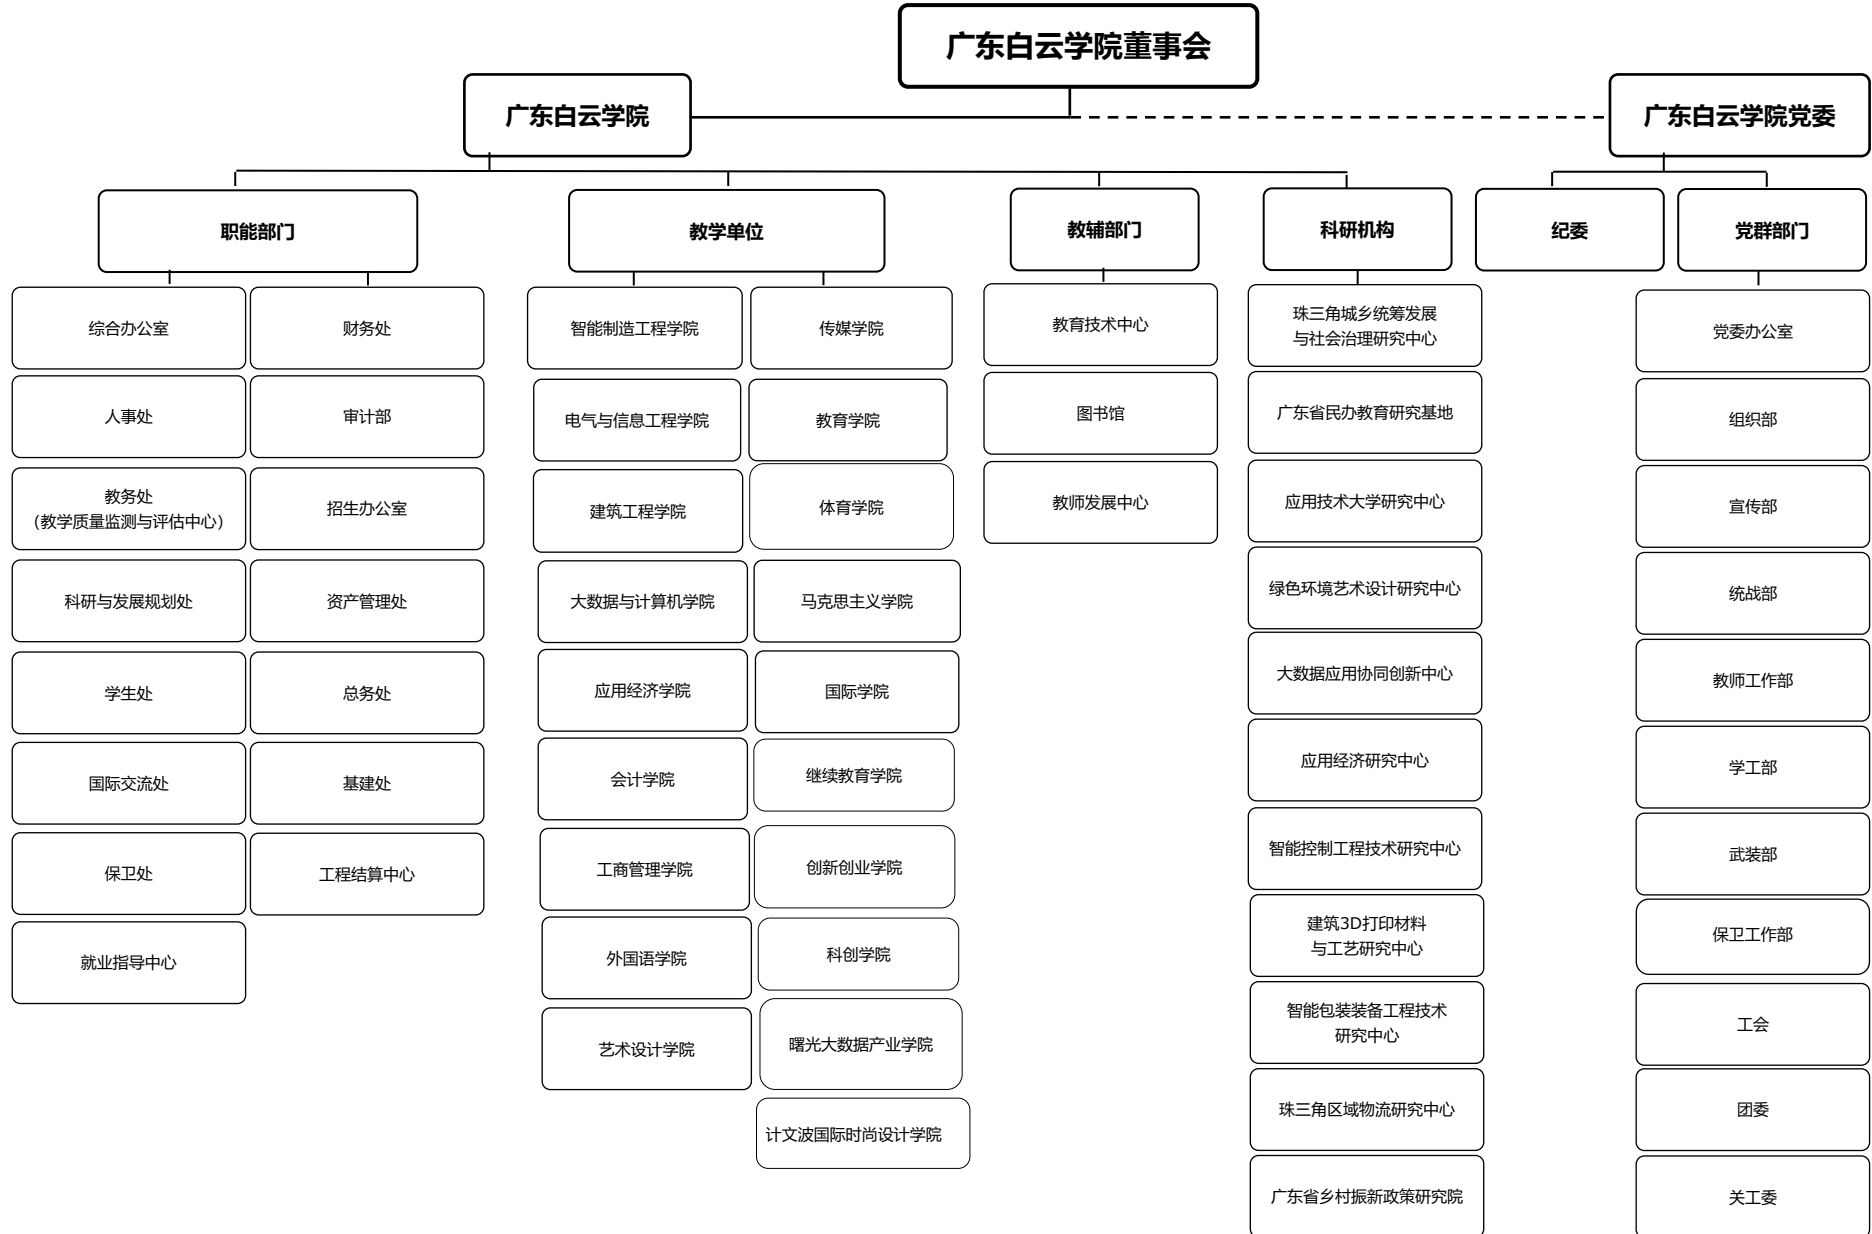 广东白云学院董事会
广东白云学院
广东白云学院党委
职能部门
教学单位
教辅部门
科研机构
纪委
党群部门
综合办公室
人事处
教务处
（教学质量监测与评估中心）
科研与发展规划处
学生处
国际交流处
保卫处
就业指导中心
财务处
审计部
招生办公室
资产管理处
总务处
基建处
工程结算中心
智能制造工程学院
电气与信息工程学院
建筑工程学院
大数据与计算机学院
应用经济学院
会计学院
工商管理学院
外国语学院
艺术设计学院
传媒学院
教育学院
体育学院
马克思主义学院
国际学院
继续教育学院
创新创业学院
科创学院
曙光大数据产业学院
计文波国际时尚设计学院
教育技术中心
图书馆
教师发展中心
珠三角城乡统筹发展
与社会治理研究中心
广东省民办教育研究基地
应用技术大学研究中心
绿色环境艺术设计研究中心
大数据应用协同创新中心
应用经济研究中心
智能控制工程技术研究中心
建筑3D打印材料
与工艺研究中心
智能包装装备工程技术
研究中心
珠三角区域物流研究中心
广东省乡村振新政策研究院
党委办公室
组织部
宣传部
统战部
教师工作部
学工部
武装部
保卫工作部
工会
团委
关工委